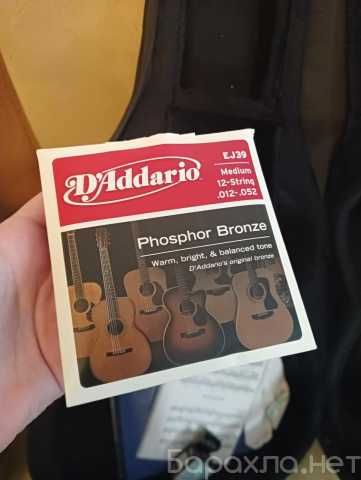 EJ39
D'Addario
Medium
12-String
.012-.052
Phosphor Bronze
Warm, bright, & balanced tone
D'Addario's original bronze
Барахла.нет